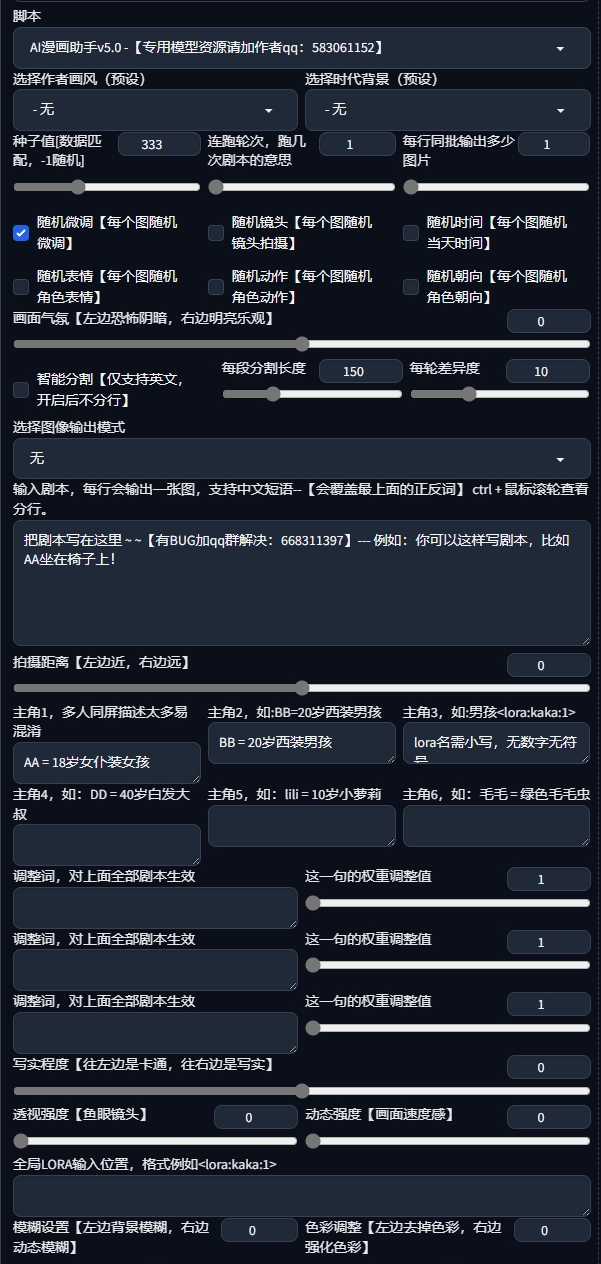 脚本
AI漫画助手v5.0 -【专用模型资源请加作者qq：583061152】
选择作者画风（预设）
选择时代背景（预设）
- 无
- 无
种子值[数据匹
配，-1随机]
333
连跑轮次，跑几
次剧本的意思
1
每行同批输出多少
图片
1
随机微调【每个图随机
微调】
随机镜头【每个图随机
镜头拍摄】
随机时间【每个图随机
当天时间】
随机表情【每个图随机
角色表情】
随机动作【每个图随机
角色动作】
随机朝向【每个图随机
角色朝向】
画面气氛【左边恐怖阴暗，右边明亮乐观】
0
智能分割【仅支持英文，
开启后不分行】
每段分割长度
150
每轮差异度
10
选择图像输出模式
无
输入剧本，每行会输出一张图，支持中文短语--【会覆盖最上面的正反词】 ctrl + 鼠标滚轮查看
分行。
把剧本写在这里 ~ ~【有BUG加qq群解决：668311397】--- 例如：你可以这样写剧本，比如
AA坐在椅子上！
拍摄距离【左边近，右边远】
0
主角1，多人同屏描述太多易
混淆
AA = 18岁女仆装女孩
主角2，如:BB=20岁西装男孩
BB = 20岁西装男孩
主角3，如:男孩<lora:kaka:1>
lora名需小写，无数字无符
号
主角4，如：DD = 40岁白发大
叔
主角5，如：lili = 10岁小萝莉
主角6，如：毛毛 = 绿色毛毛虫
调整词，对上面全部剧本生效
这一句的权重调整值
1
调整词，对上面全部剧本生效
这一句的权重调整值
1
调整词，对上面全部剧本生效
这一句的权重调整值
1
写实程度【往左边是卡通，往右边是写实】
0
透视强度【鱼眼镜头】
0
动态强度【画面速度感】
0
全局LORA输入位置，格式例如<lora:kaka:1>
模糊设置【左边背景模糊，右边
动态模糊】
0
色彩调整【左边去掉色彩，右边
强化色彩】
0